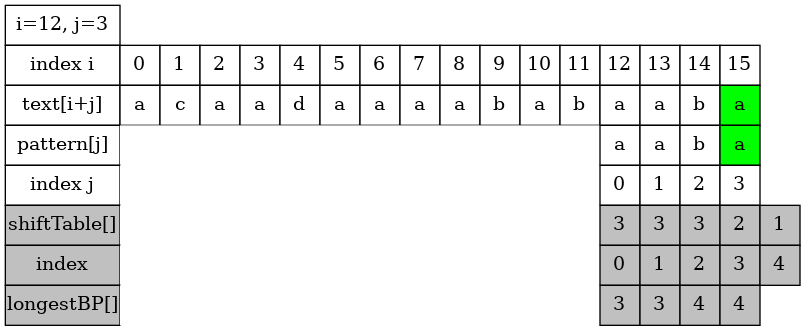 i=12, j=3
index i 0 1 2 3 4 5 6 7 8 9 10 11 12 13 14 15
text[i+j] a c a a d a a a a b a b a a b a
pattern[j] a a b a
index j 0 1 2 3
shiftTable[] 3 3 3 2 1
index 0 1 2 3 4
longestBP[] 3 3 4 4